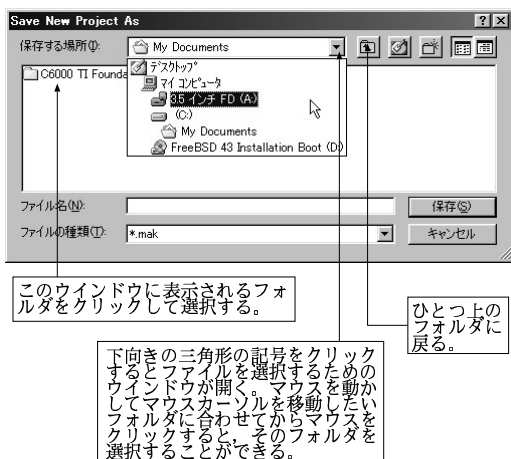 Save New Project As
保存する場所(I):
My Documents
C6000 TI Founda
デスクトップ
マイ コンピュータ
3.5 インチ FD (A:)
(C:)
My Documents
FreeBSD 43 Installation Boot (D:)
ファイル名(N):
保存(S)
ファイルの種類(T):
*.mak
キャンセル
このウインドウに表示されるフォ
ルダをクリックして選択する。
ひとつ上の
フォルダに
戻る。
下向きの三角形の記号をクリック
するとファイルを選択するための
ウインドウが開く。マウスを動か
してマウスカーソルを移動したい
フォルダに合わせてからマウスを
クリックすると，そのフォルダを
選択することができる。